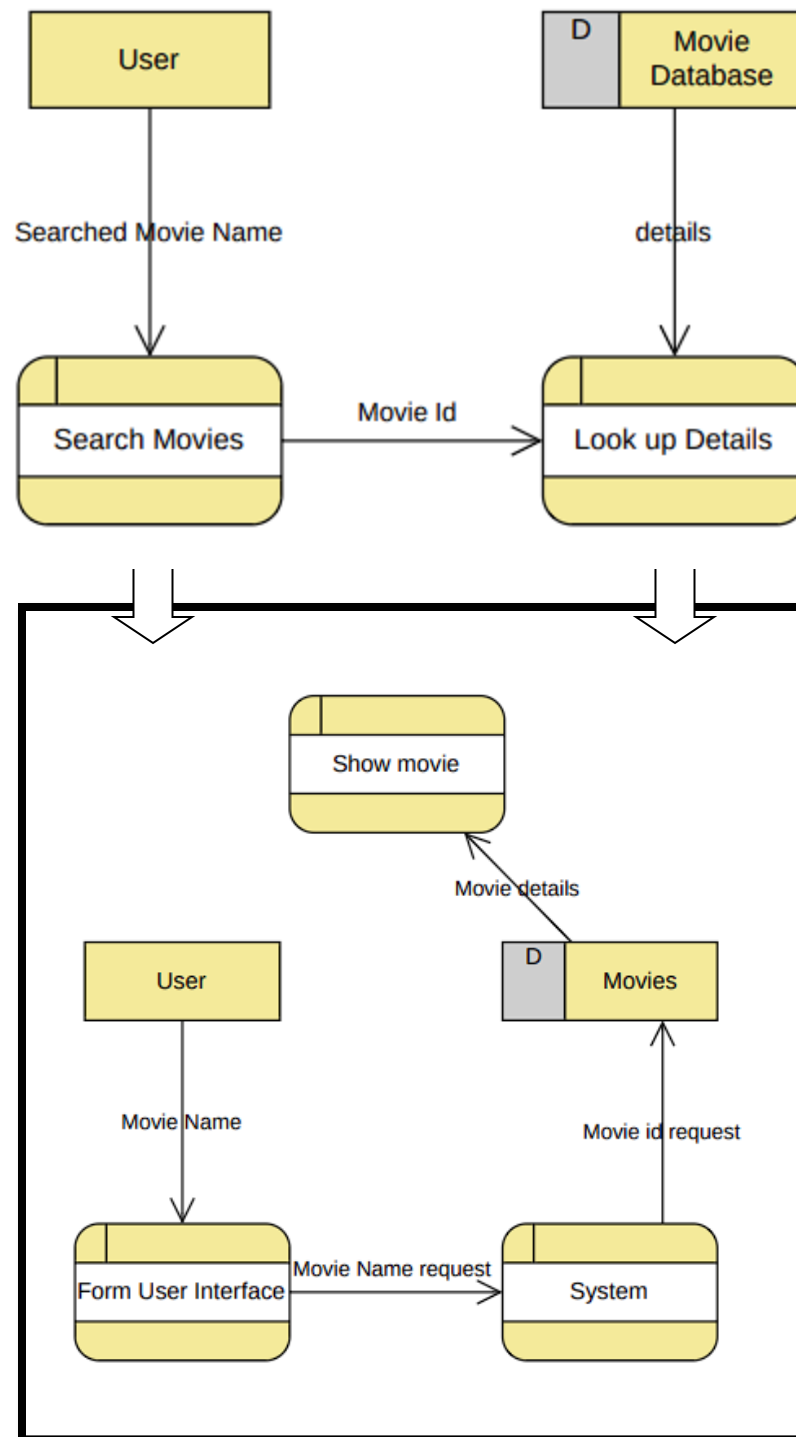 User
D
Movie
Database
Searched Movie Name
details
Search Movies
Movie Id
Look up Details
Show movie
Movie details
User
D
Movies
Movie Name
Movie id request
Form User Interface
Movie Name request
System